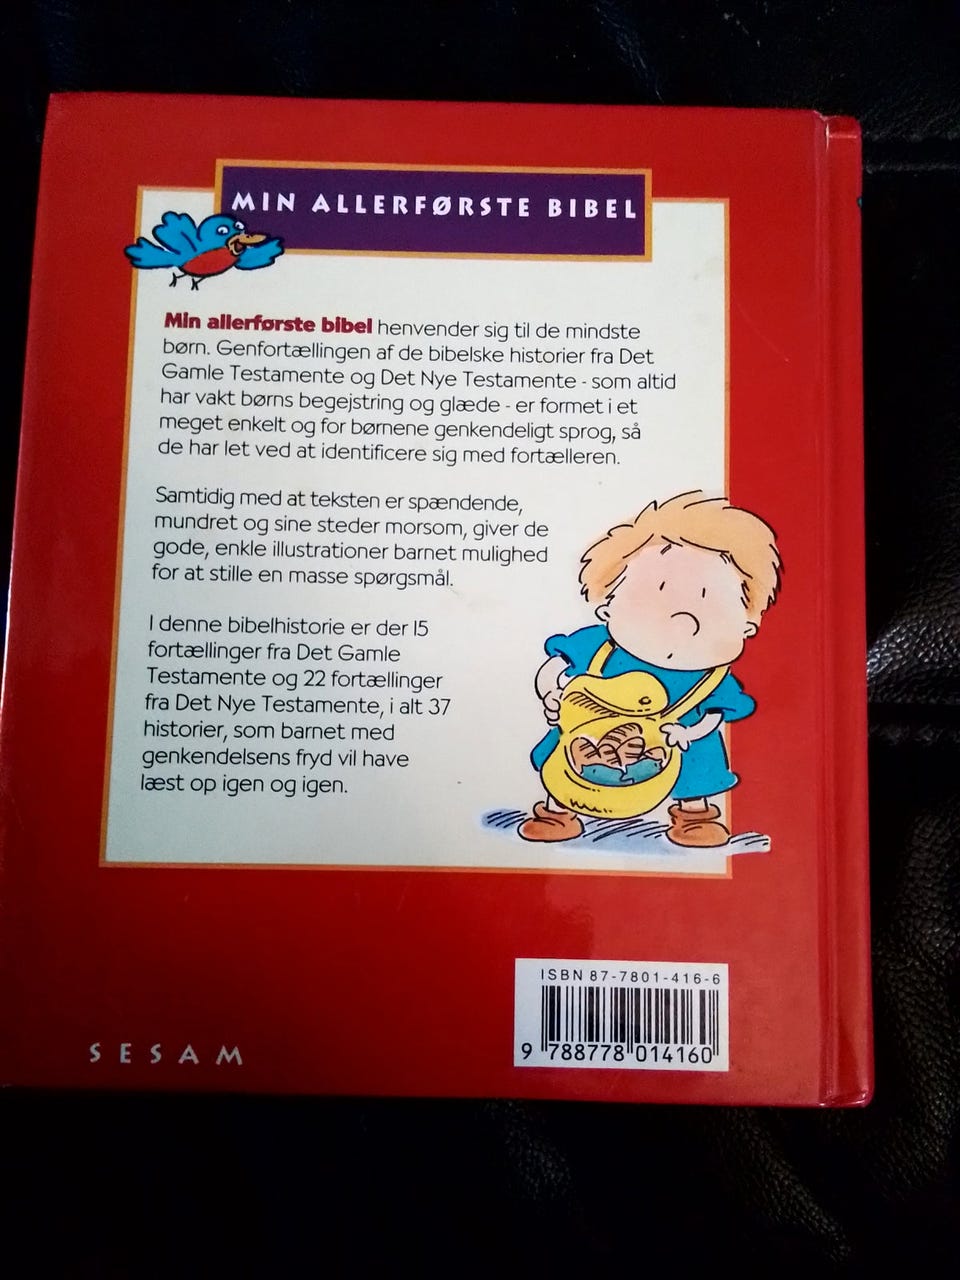 MIN ALLERFØRSTE BIBEL
Min allerførste bibel henvender sig til de mindste
børn. Genfortællingen af de bibelske historier fra Det
Gamle Testamente og Det Nye Testamente - som altid
har vakt børns begejstring og glæde - er formet i et
meget enkelt og for børnene genkendeligt sprog, så
de har let ved at identificere sig med fortælleren.
Samtidig med at teksten er spændende,
mundret og sine steder morsom, giver de
gode, enkle illustrationer barnet mulighed
for at stille en masse spørgsmål.
I denne bibelhistorie er der 15
fortællinger fra Det Gamle
Testamente og 22 fortællinger
fra Det Nye Testamente, i alt 37
historier, som barnet med
genkendelsens fryd vil have
læst op igen og igen.
ISBN 87-7801-416-6
9 788778 014160
SESAM